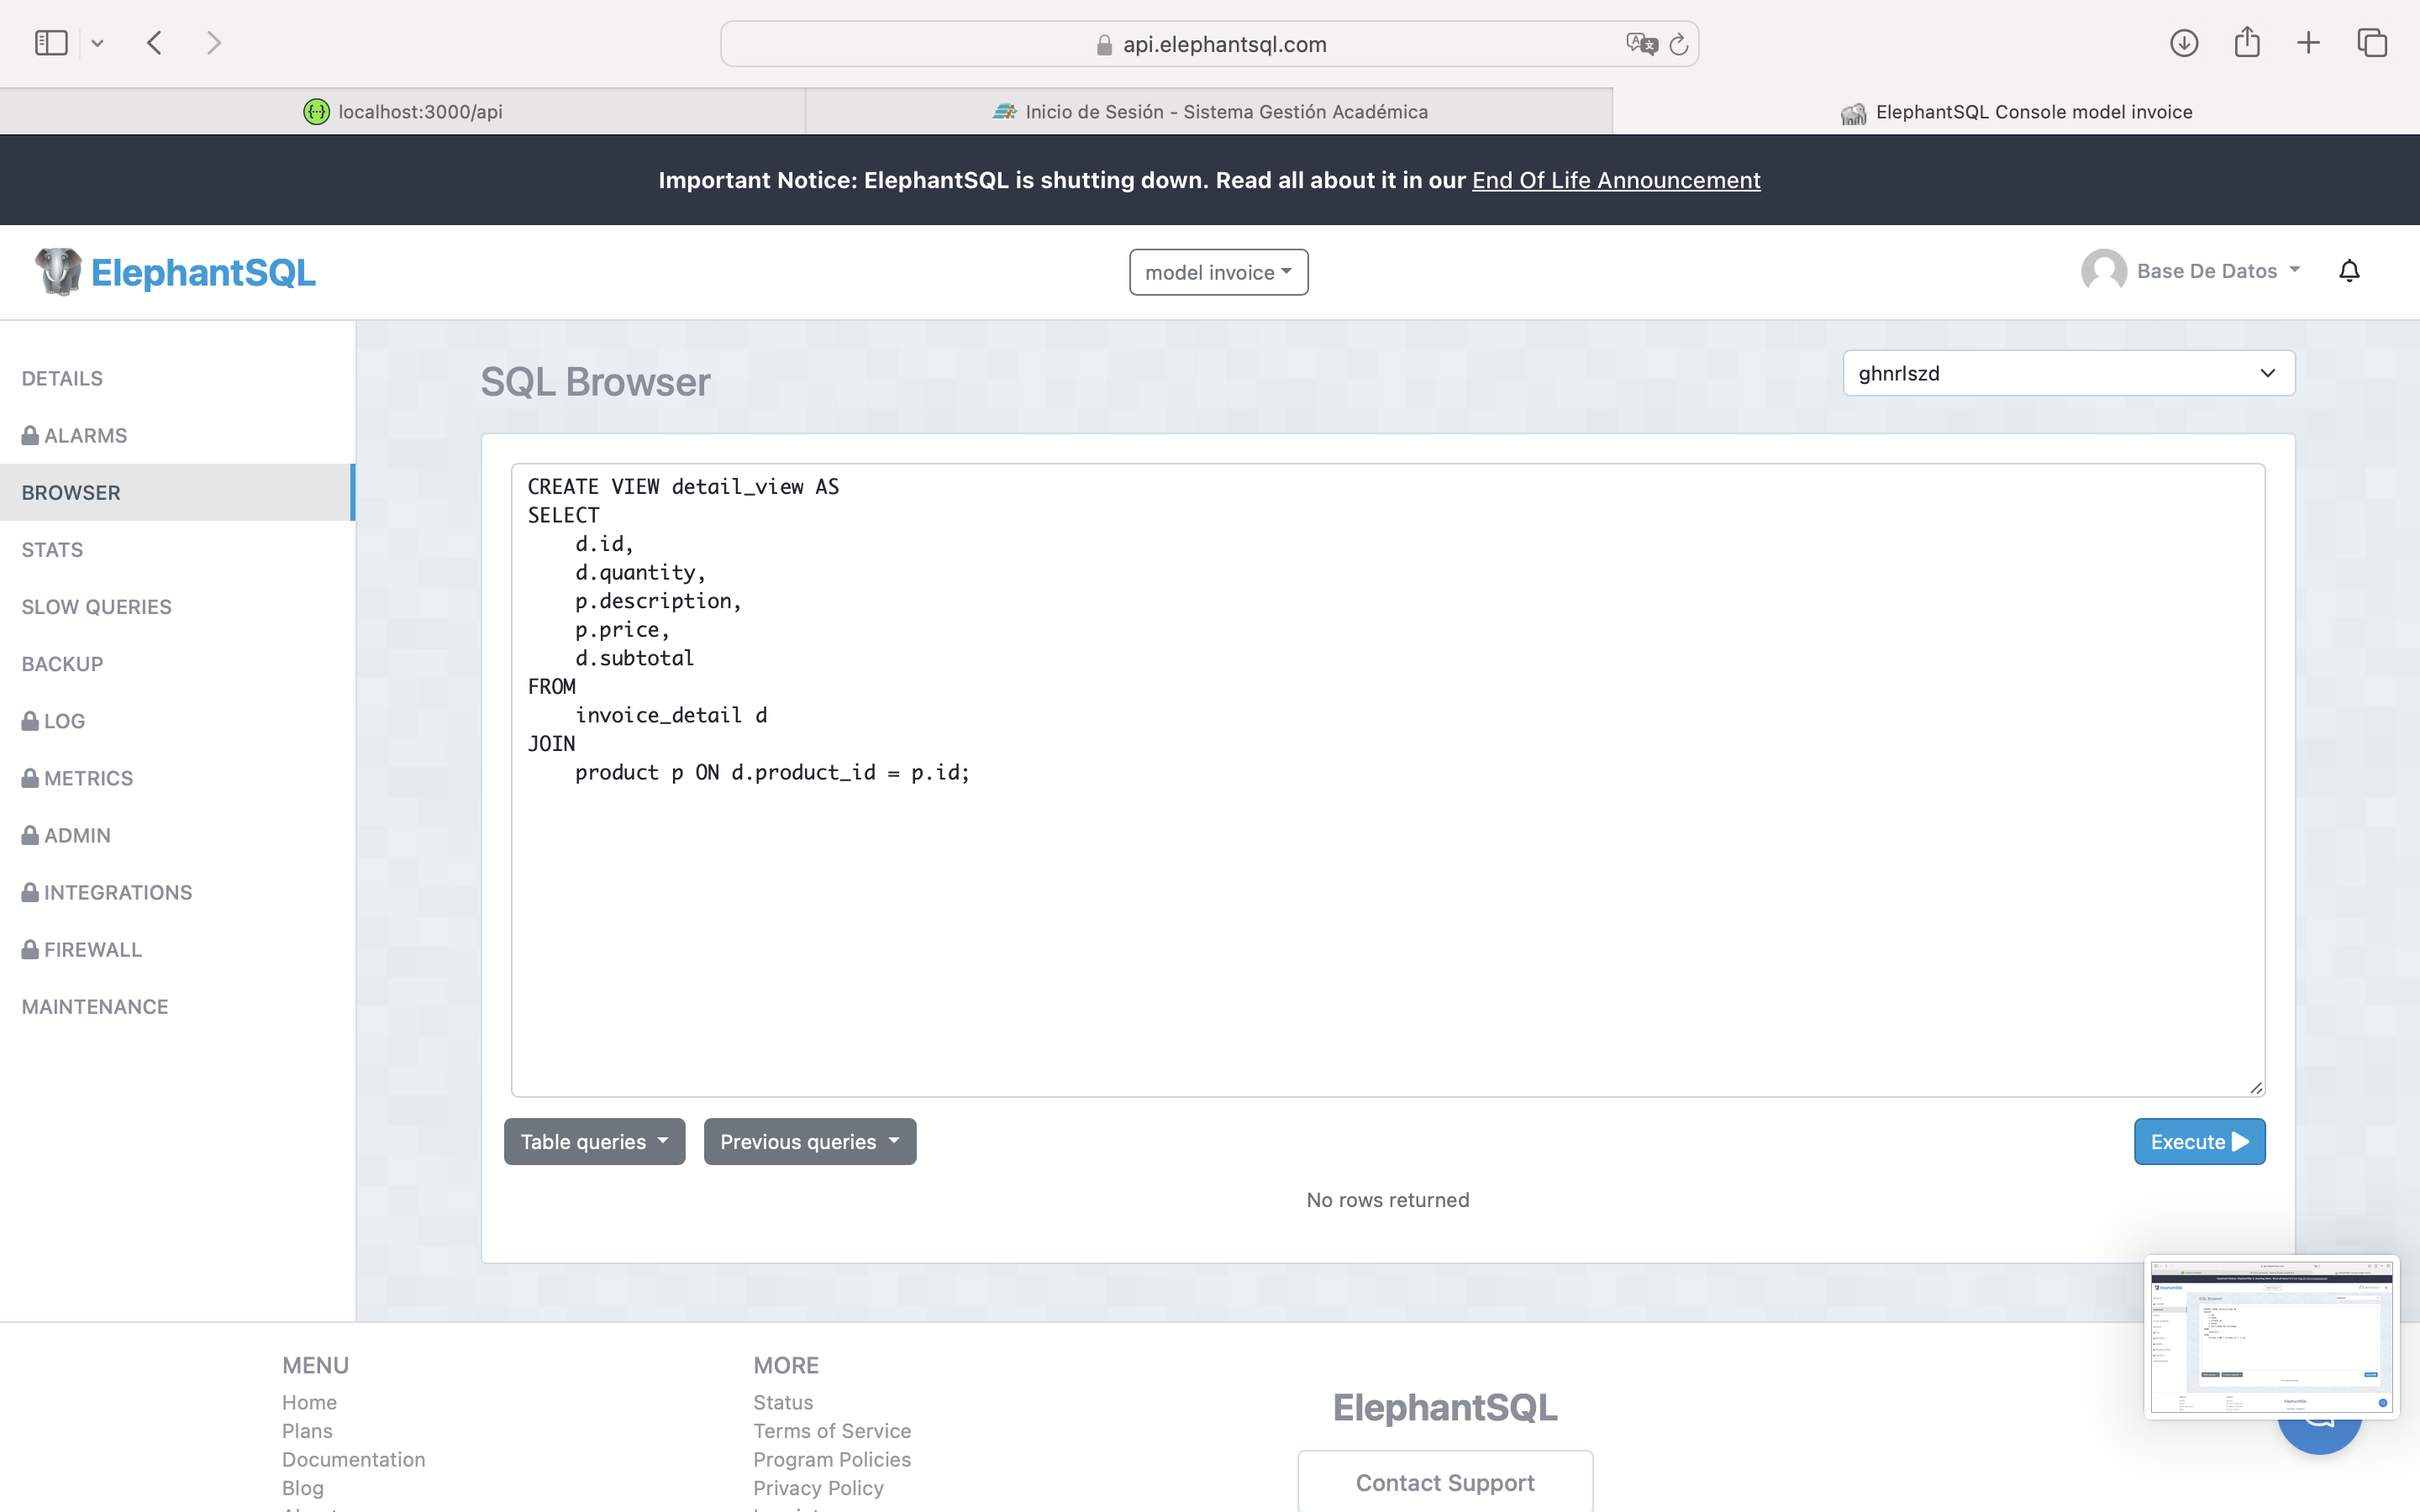 api.elephantsql.com
localhost:3000/api
Inicio de Sesión - Sistema Gestión Académica
ElephantSQL Console model invoice
Important Notice: ElephantSQL is shutting down. Read all about it in our End Of Life Announcement
ElephantSQL
model invoice
Base De Datos
DETAILS
ALARMS
BROWSER
STATS
SLOW QUERIES
BACKUP
LOG
METRICS
ADMIN
INTEGRATIONS
FIREWALL
MAINTENANCE
SQL Browser
ghnrlszd
CREATE VIEW detail_view AS
SELECT
    d.id,
    d.quantity,
    p.description,
    p.price,
    d.subtotal
FROM
    invoice_detail d
JOIN
    product p ON d.product_id = p.id;
Table queries
Previous queries
Execute
No rows returned
MENU
Home
Plans
Documentation
Blog
MORE
Status
Terms of Service
Program Policies
Privacy Policy
ElephantSQL
Contact Support